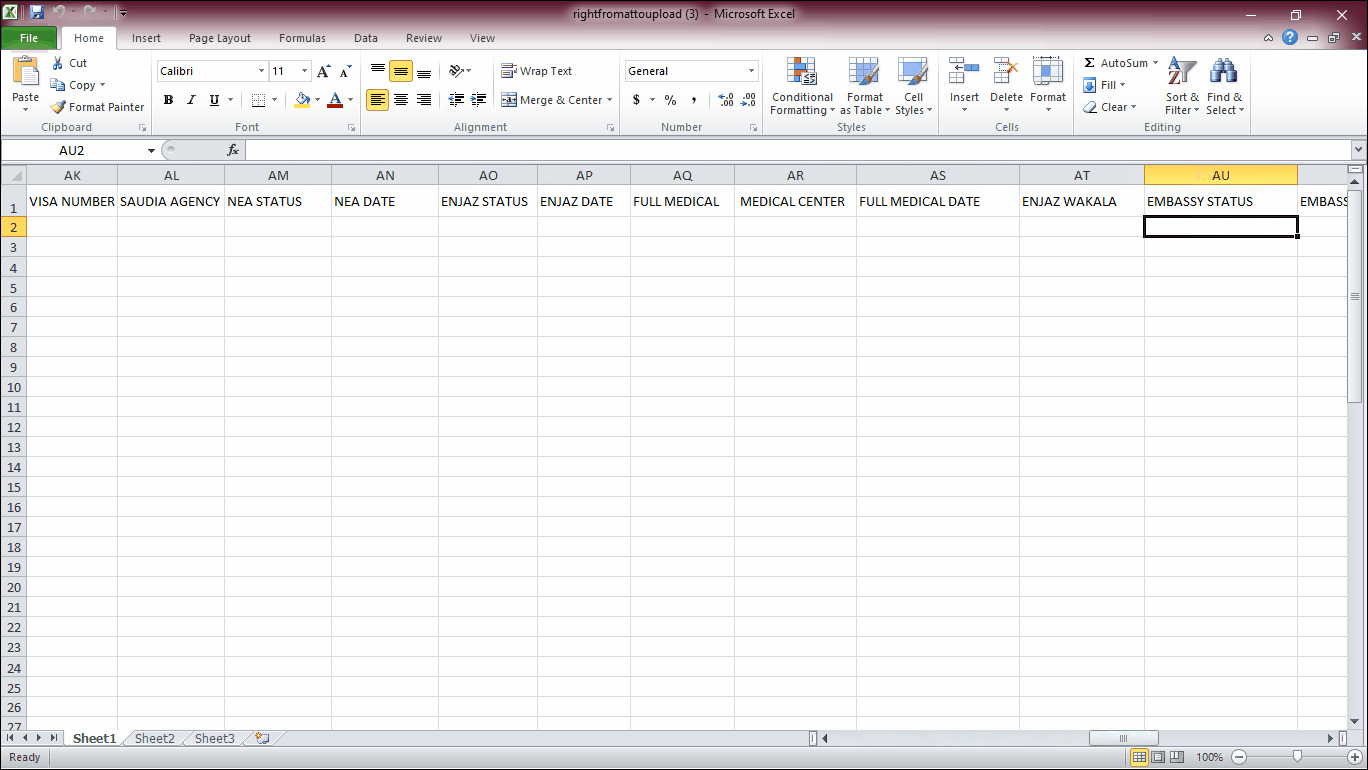 rightfromattoupload (3) - Microsoft Excel
File Home Insert Page Layout Formulas Data Review View
Paste
Cut
Copy
Format Painter
Clipboard
Calibri 11
B I U
Font
Wrap Text
Merge & Center
Alignment
General
$ % ,
Number
Conditional Formatting
Format as Table
Cell Styles
Styles
Insert
Delete
Format
Cells
Σ AutoSum
Fill
Clear
Sort & Filter
Find & Select
Editing
AU2 fx
AK AL AM AN AO AP AQ AR AS AT AU
1 VISA NUMBER SAUDIA AGENCY NEA STATUS NEA DATE ENJAZ STATUS ENJAZ DATE FULL MEDICAL MEDICAL CENTER FULL MEDICAL DATE ENJAZ WAKALA EMBASSY STATUS EMBASS
2
3
4
5
6
7
8
9
10
11
12
13
14
15
16
17
18
19
20
21
22
23
24
25
26
27
Sheet1 Sheet2 Sheet3
Ready 100%